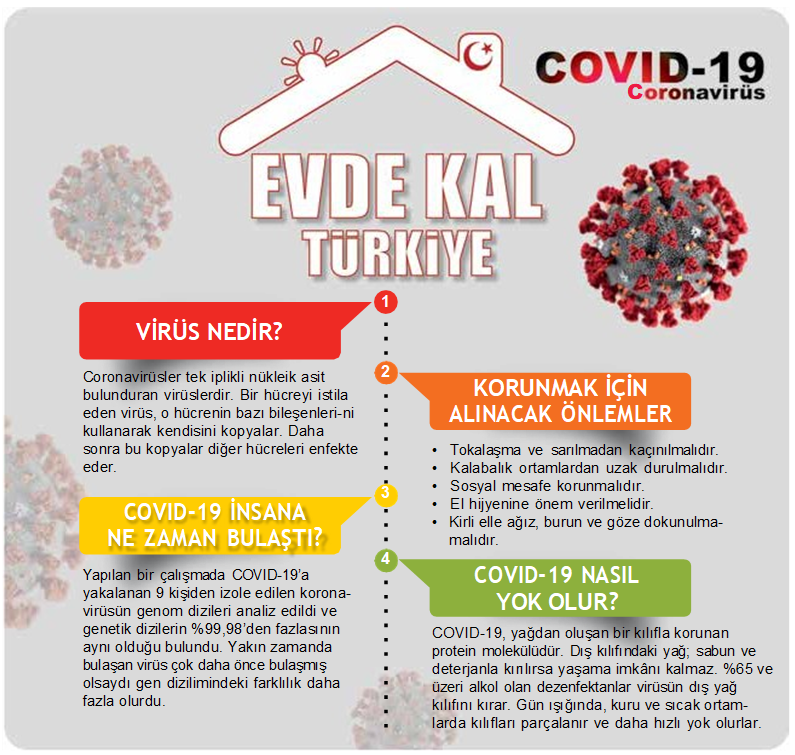 COVID-19
Coronavirüs
EVDE KAL
TÜRKİYE
1
VİRÜS NEDİR?
Coronavirüsler tek iplikli nükleik asit
bulunduran virüslerdir. Bir hücreyi istila
eden virüs, o hücrenin bazı bileşenleri-ni
kullanarak kendisini kopyalar. Daha
sonra bu kopyalar diğer hücreleri enfekte
eder.
2
KORUNMAK İÇİN
ALINACAK ÖNLEMLER
• Tokalaşma ve sarılmadan kaçınılmalıdır.
• Kalabalık ortamlardan uzak durulmalıdır.
• Sosyal mesafe korunmalıdır.
• El hijyenine önem verilmelidir.
• Kirli elle ağız, burun ve göze dokunulma-
malıdır.
3
COVID-19 İNSANA
NE ZAMAN BULAŞTI?
Yapılan bir çalışmada COVID-19’a
yakalanan 9 kişiden izole edilen korona-
virüsün genom dizileri analiz edildi ve
genetik dizilerin %99,98’den fazlasının
aynı olduğu bulundu. Yakın zamanda
bulaşan virüs çok daha önce bulaşmış
olsaydı gen dizilimindeki farklılık daha
fazla olurdu.
4
COVID-19 NASIL
YOK OLUR?
COVID-19, yağdan oluşan bir kılıfla korunan
protein molekülüdür. Dış kılıfındaki yağ; sabun ve
deterjanla kırılırsa yaşama imkânı kalmaz. %65 ve
üzeri alkol olan dezenfektanlar virüsün dış yağ
kılıfını kırar. Gün ışığında, kuru ve sıcak ortam-
larda kılıfları parçalanır ve daha hızlı yok olurlar.